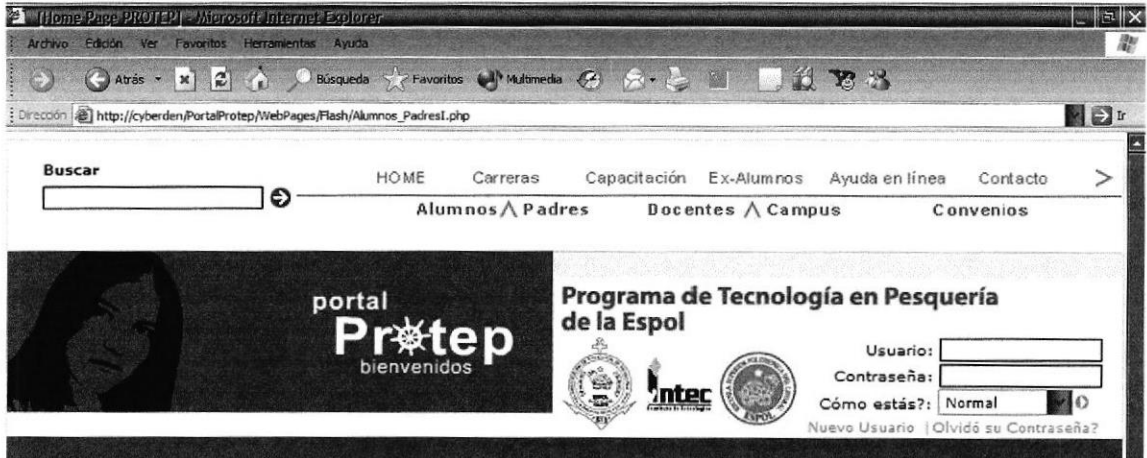 [Home Page PROTEP] - Microsoft Internet Explorer
Archivo Edición Ver Favoritos Herramientas Ayuda
Atrás Búsqueda Favoritos Multimedia
Dirección http://cyberden/PortalProtep/WebPages/Flash/Alumnos_PadresI.php Ir
Buscar
HOME Carreras Capacitación Ex-Alumnos Ayuda en línea Contacto >
Alumnos Padres Docentes Campus Convenios
portal
Protep
bienvenidos
Programa de Tecnología en Pesquería
de la Espol
Usuario:
Contraseña:
Cómo estás?: Normal
Nuevo Usuario | Olvidó su Contraseña?
Intec
ESPOL